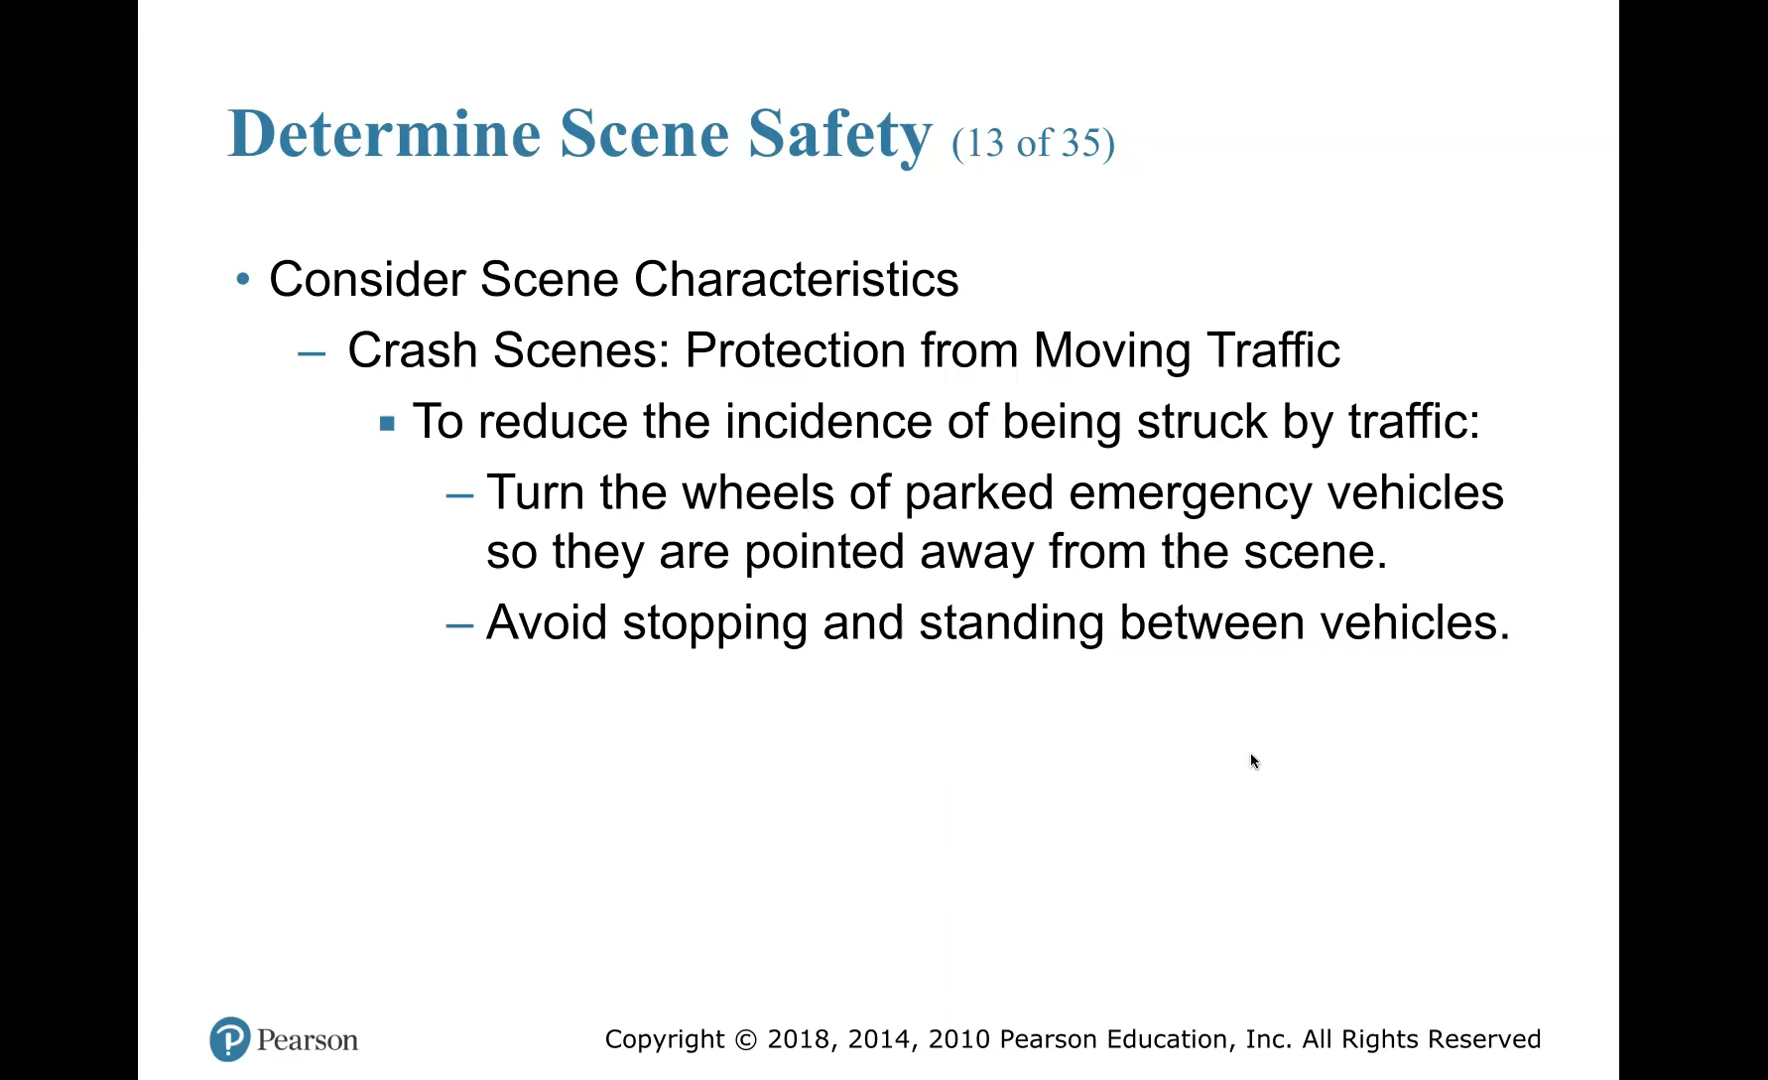 Determine Scene Safety (13 of 35)
• Consider Scene Characteristics
– Crash Scenes: Protection from Moving Traffic
▪ To reduce the incidence of being struck by traffic:
– Turn the wheels of parked emergency vehicles
so they are pointed away from the scene.
– Avoid stopping and standing between vehicles.
P Pearson
Copyright © 2018, 2014, 2010 Pearson Education, Inc. All Rights Reserved